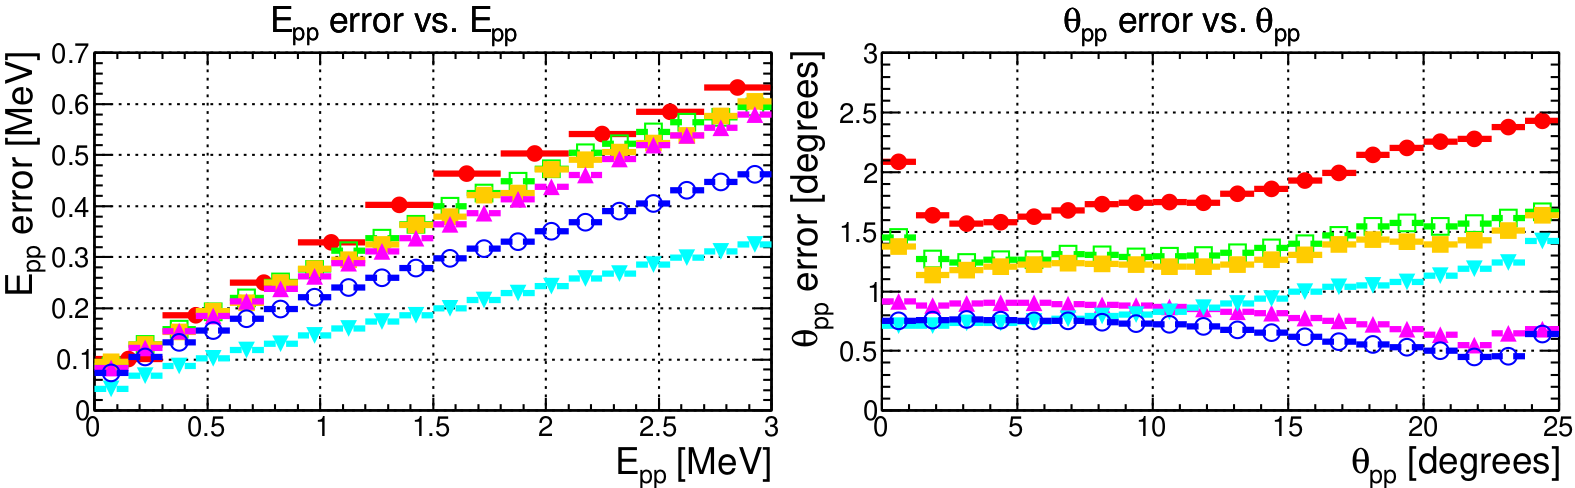 E_pp error vs. E_pp
E_pp error [MeV]
0.7
0.6
0.5
0.4
0.3
0.2
0.1
0
0 0.5 1 1.5 2 2.5 3
E_pp [MeV]
θ_pp error vs. θ_pp
θ_pp error [degrees]
3
2.5
2
1.5
1
0.5
0
0 5 10 15 20 25
θ_pp [degrees]